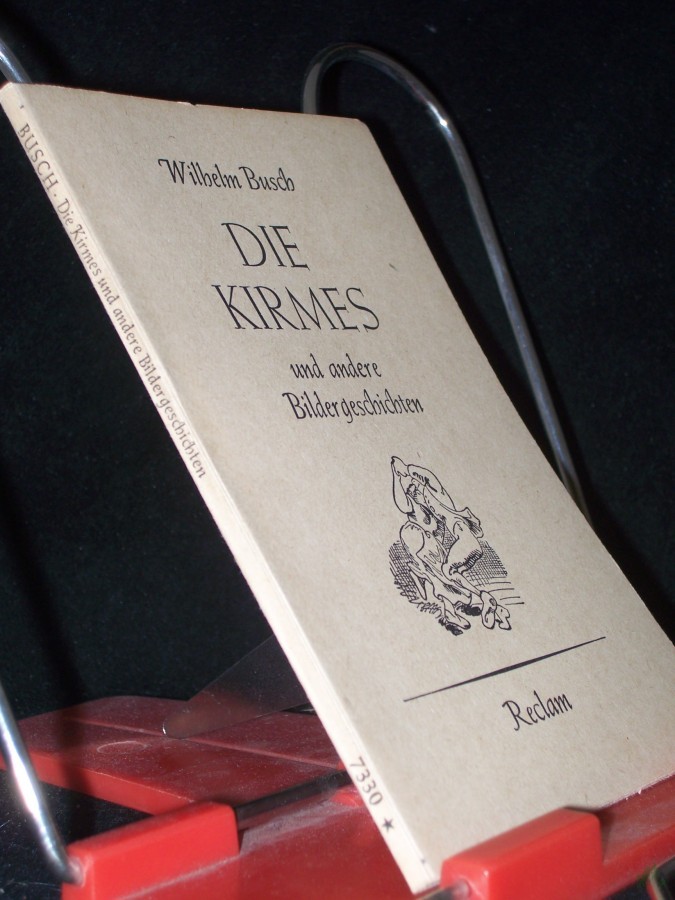 Wilhelm Busch
DIE
KIRMES
und andere
Bildergeschichten
Reclam
BUSCH · Die Kirmes und andere Bildergeschichten
7330 ★